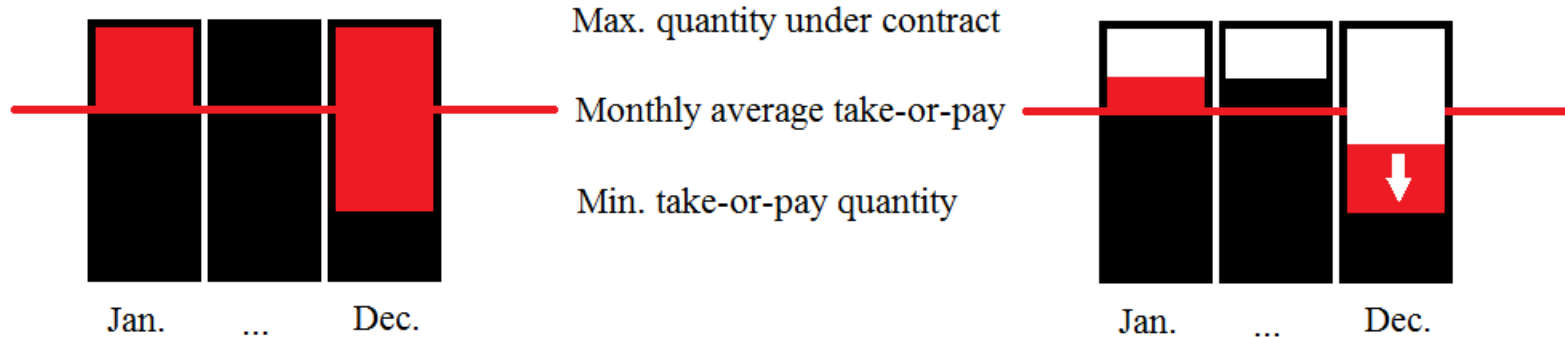 Max. quantity under contract
Monthly average take-or-pay
Min. take-or-pay quantity
Jan. ... Dec.
Jan. ... Dec.